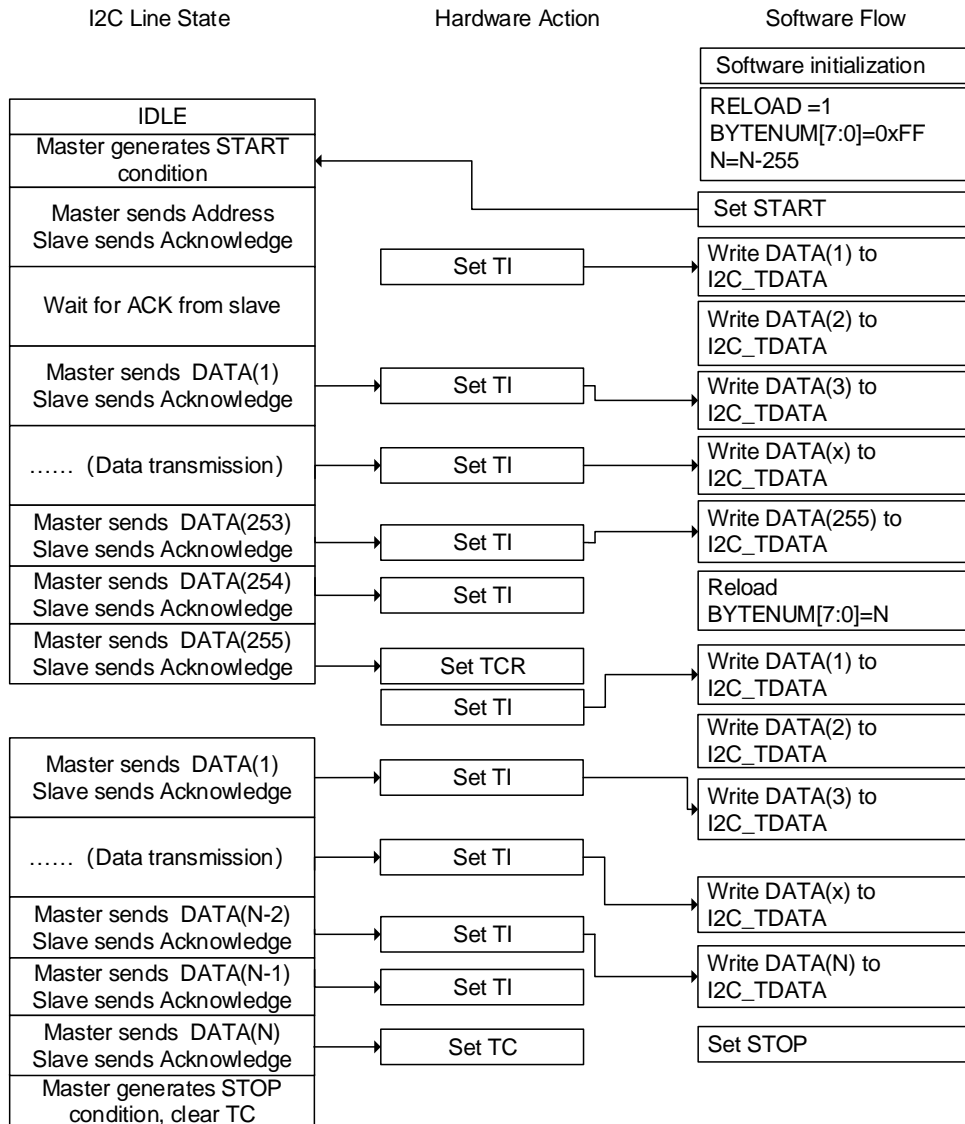 I2C Line State
Hardware Action
Software Flow
Software initialization
IDLE
RELOAD =1
BYTENUM[7:0]=0xFF
N=N-255
Master generates START
condition
Set START
Master sends Address
Slave sends Acknowledge
Set TI
Write DATA(1) to
I2C_TDATA
Wait for ACK from slave
Write DATA(2) to
I2C_TDATA
Master sends  DATA(1)
Slave sends Acknowledge
Set TI
Write DATA(3) to
I2C_TDATA
…… (Data transmission)
Set TI
Write DATA(x) to
I2C_TDATA
Master sends  DATA(253)
Slave sends Acknowledge
Set TI
Write DATA(255) to
I2C_TDATA
Master sends  DATA(254)
Slave sends Acknowledge
Set TI
Reload
BYTENUM[7:0]=N
Master sends  DATA(255)
Slave sends Acknowledge
Set TCR
Set TI
Write DATA(1) to
I2C_TDATA
Write DATA(2) to
I2C_TDATA
Master sends  DATA(1)
Slave sends Acknowledge
Set TI
Write DATA(3) to
I2C_TDATA
…… (Data transmission)
Set TI
Write DATA(x) to
I2C_TDATA
Master sends  DATA(N-2)
Slave sends Acknowledge
Set TI
Write DATA(N) to
I2C_TDATA
Master sends  DATA(N-1)
Slave sends Acknowledge
Set TI
Master sends  DATA(N)
Slave sends Acknowledge
Set TC
Set STOP
Master generates STOP
condition, clear TC